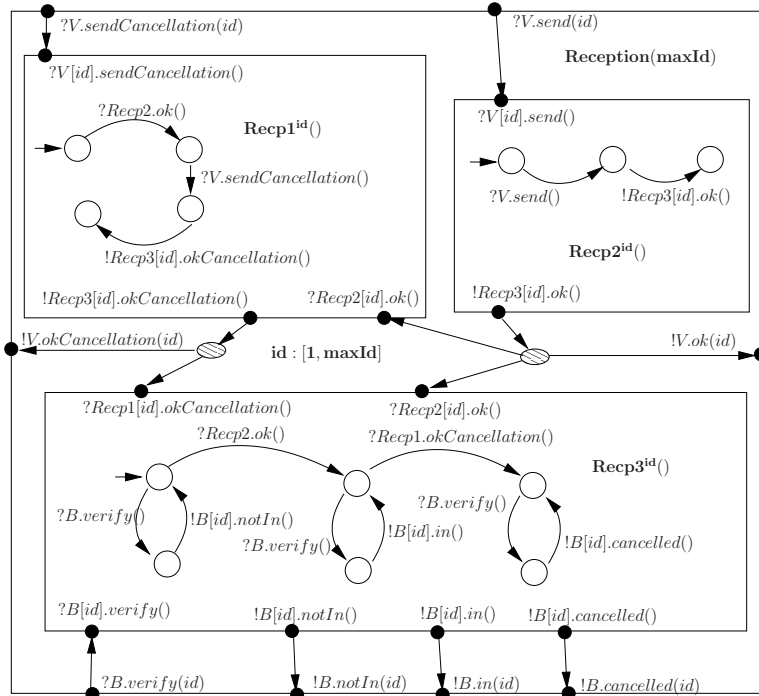 ?V.sendCancellation(id)
?V.send(id)
Reception(maxId)
?V[id].sendCancellation()
?Recp2.ok()
Recp1^id()
?V.sendCancellation()
!Recp3[id].okCancellation()
?V[id].send()
?V.send()
!Recp3[id].ok()
Recp2^id()
!Recp3[id].okCancellation()
?Recp2[id].ok()
!Recp3[id].ok()
!V.okCancellation(id)
id : [1, maxId]
!V.ok(id)
?Recp1[id].okCancellation()
?Recp2[id].ok()
?Recp2.ok()
?Recp1.okCancellation()
Recp3^id()
?B.verify()
!B[id].notIn()
?B.verify()
!B[id].in()
?B.verify()
!B[id].cancelled()
?B[id].verify()
!B[id].notIn()
!B[id].in()
!B[id].cancelled()
?B.verify(id)
!B.notIn(id)
!B.in(id)
!B.cancelled(id)